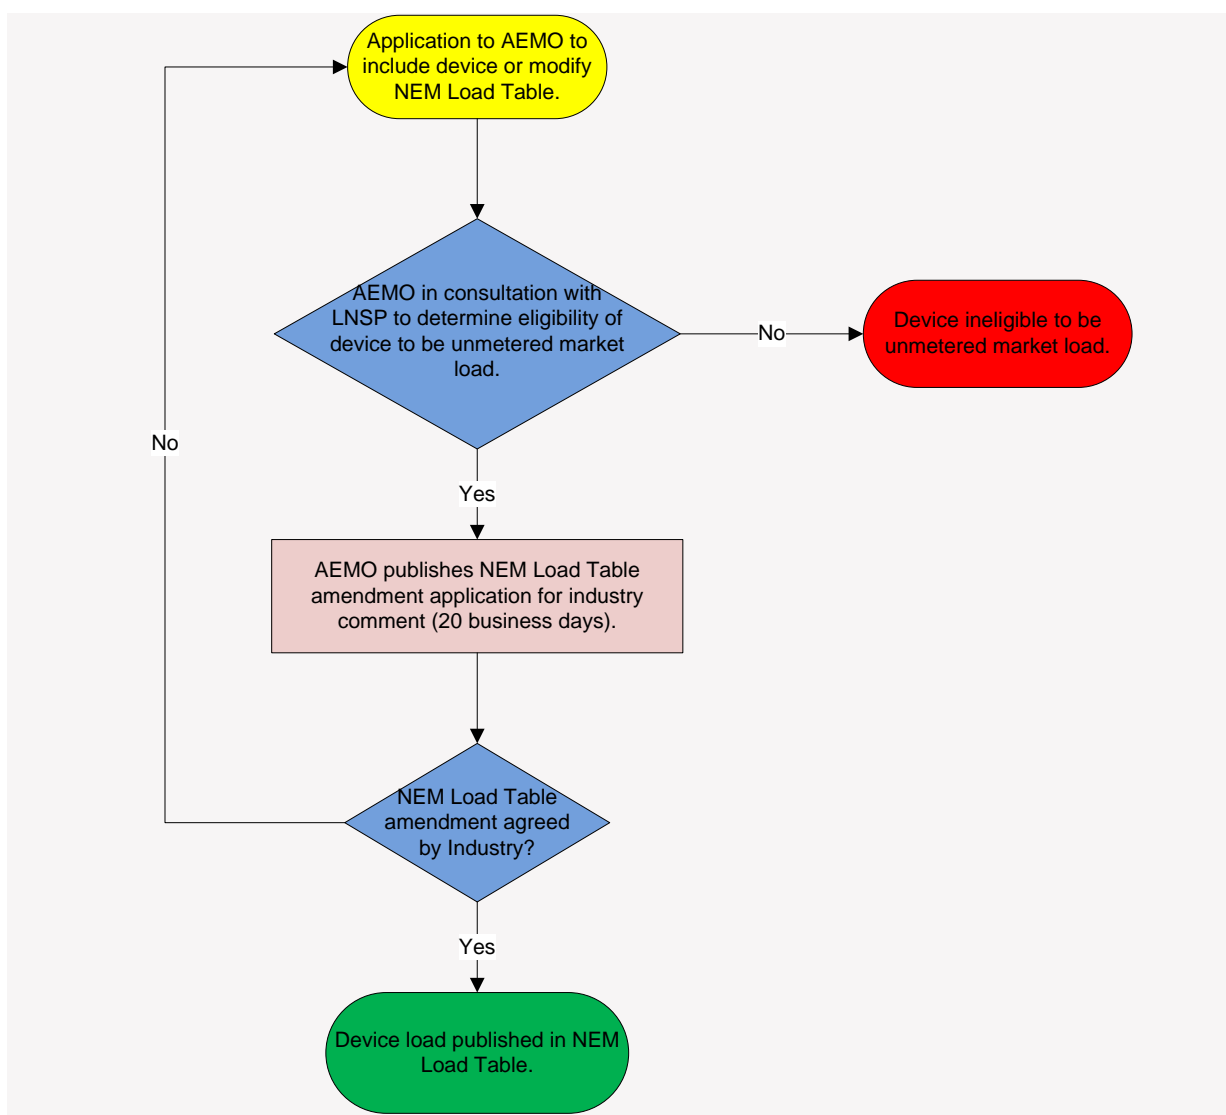 Application to AEMO to
include device or modify
NEM Load Table.
AEMO in consultation with
LNSP to determine eligibility of
device to be unmetered market
load.
No
Device ineligible to be
unmetered market load.
No
Yes
AEMO publishes NEM Load Table
amendment application for industry
comment (20 business days).
NEM Load Table
amendment agreed
by Industry?
Yes
Device load published in NEM
Load Table.